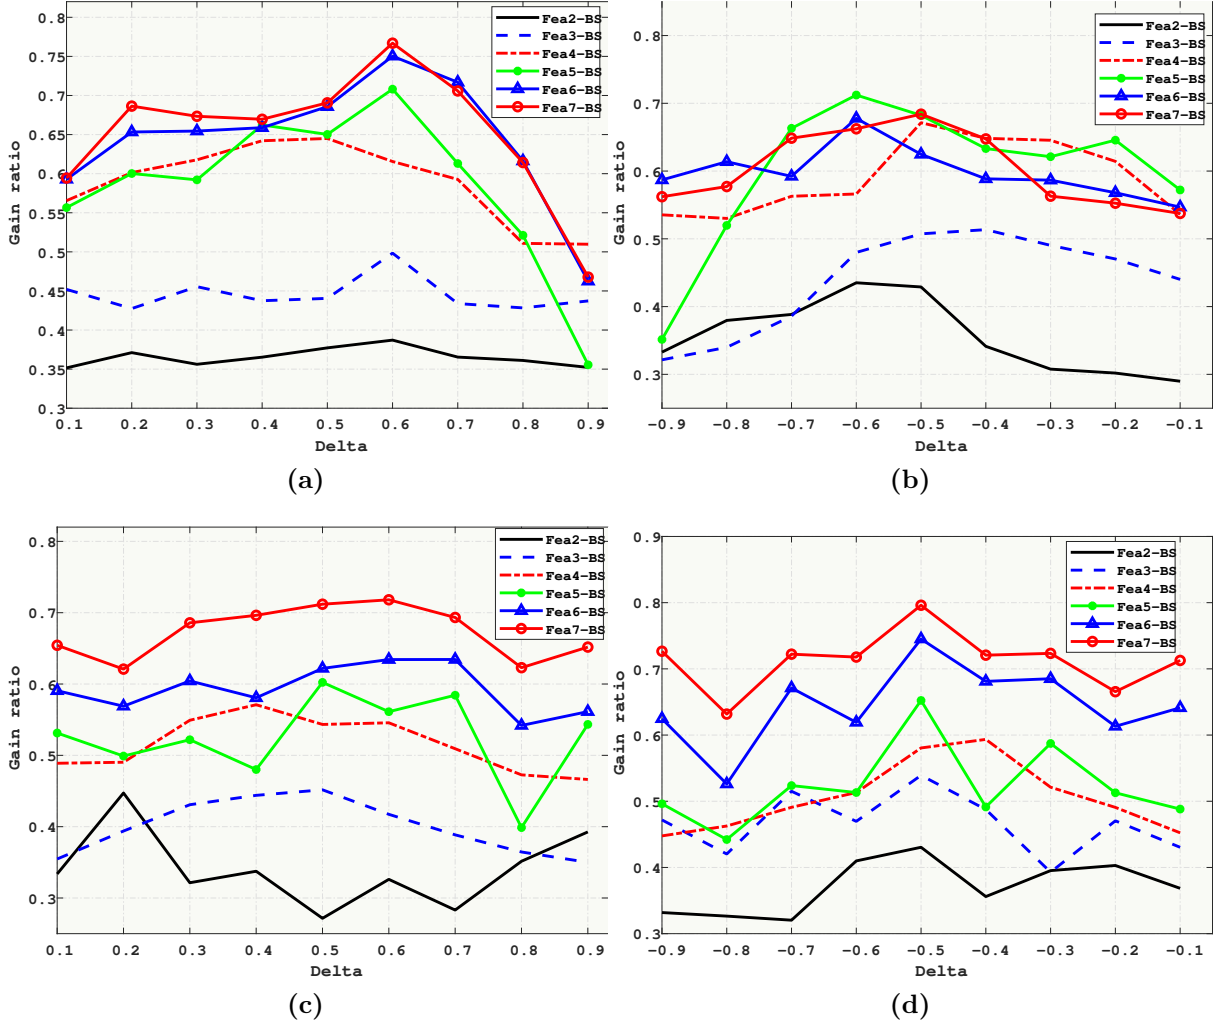 0.8
0.75
0.7
0.65
0.6
0.55
0.5
0.45
0.4
0.35
0.3
Gain ratio
Fea2-BS
Fea3-BS
Fea4-BS
Fea5-BS
Fea6-BS
Fea7-BS
0.1 0.2 0.3 0.4 0.5 0.6 0.7 0.8 0.9
Delta
(a)
0.8
0.7
0.6
0.5
0.4
0.3
Gain ratio
Fea2-BS
Fea3-BS
Fea4-BS
Fea5-BS
Fea6-BS
Fea7-BS
-0.9 -0.8 -0.7 -0.6 -0.5 -0.4 -0.3 -0.2 -0.1
Delta
(b)
0.8
0.7
0.6
0.5
0.4
0.3
Gain ratio
Fea2-BS
Fea3-BS
Fea4-BS
Fea5-BS
Fea6-BS
Fea7-BS
0.1 0.2 0.3 0.4 0.5 0.6 0.7 0.8 0.9
Delta
(c)
0.9
0.8
0.7
0.6
0.5
0.4
0.3
Gain ratio
Fea2-BS
Fea3-BS
Fea4-BS
Fea5-BS
Fea6-BS
Fea7-BS
-0.9 -0.8 -0.7 -0.6 -0.5 -0.4 -0.3 -0.2 -0.1
Delta
(d)